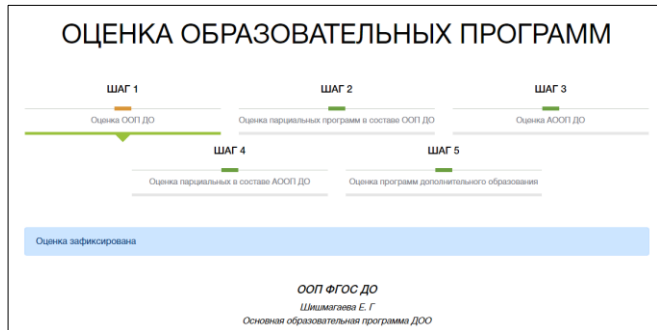 ОЦЕНКА ОБРАЗОВАТЕЛЬНЫХ ПРОГРАММ
ШАГ 1
Оценка ООП ДО
ШАГ 2
Оценка парциальных программ в составе ООП ДО
ШАГ 3
Оценка АООП ДО
ШАГ 4
Оценка парциальных в составе АООП ДО
ШАГ 5
Оценка программ дополнительного образования
Оценка зафиксирована
ООП ФГОС ДО
Шишмагаева Е. Г
Основная образовательная программа ДОО